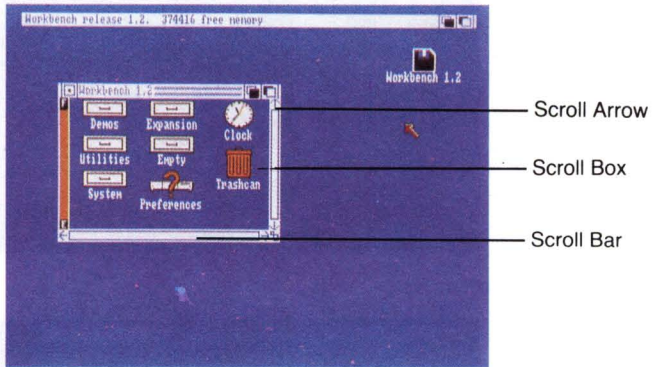 Workbench release 1.2. 374416 free memory
Workbench 1.2
Workbench 1.2
Demos
Expansion
Clock
Utilities
Empty
Trashcan
System
Preferences
E
F
Scroll Arrow
Scroll Box
Scroll Bar